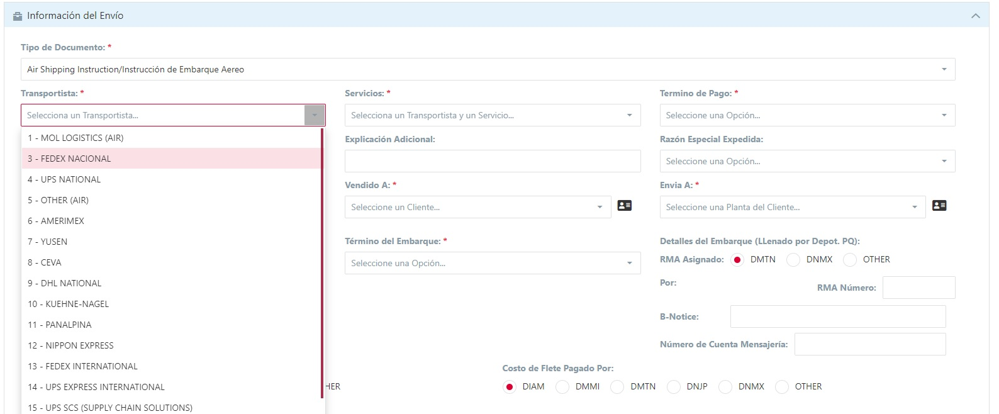 Información del Envío
Tipo de Documento: *
Air Shipping Instruction/Instrucción de Embarque Aereo
Transportista: *
Selecciona un Transportista...
1 - MOL LOGISTICS (AIR)
3 - FEDEX NACIONAL
4 - UPS NATIONAL
5 - OTHER (AIR)
6 - AMERIMEX
7 - YUSEN
8 - CEVA
9 - DHL NATIONAL
10 - KUEHNE-NAGEL
11 - PANALPINA
12 - NIPPON EXPRESS
13 - FEDEX INTERNATIONAL
14 - UPS EXPRESS INTERNATIONAL
15 - UPS SCS (SUPPLY CHAIN SOLUTIONS)
Servicios: *
Selecciona un Transportista y un Servicio...
Termino de Pago: *
Seleccione una Opción...
Explicación Adicional:
Razón Especial Expedida:
Seleccione una Opción...
Vendido A: *
Seleccione un Cliente...
Envia A: *
Seleccione una Planta del Cliente...
Término del Embarque: *
Seleccione una Opción...
Detalles del Embarque (LLenado por Depot. PQ):
RMA Asignado: DMTN DNMX OTHER
Por:
RMA Número:
B-Notice:
Número de Cuenta Mensajería:
HER
Costo de Flete Pagado Por:
DIAM DMMI DMTN DNJP DNMX OTHER